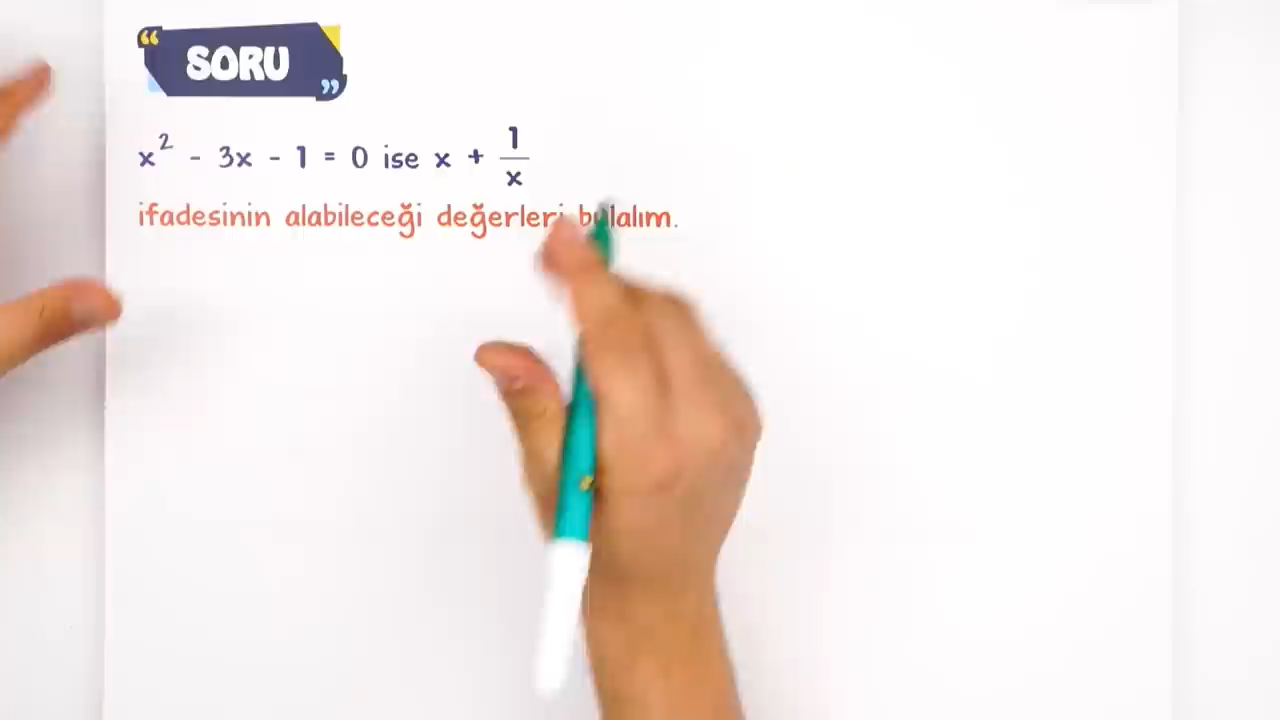 SORU
x² - 3x - 1 = 0 ise x + 1/x
ifadesinin alabileceği değerleri bulalım.